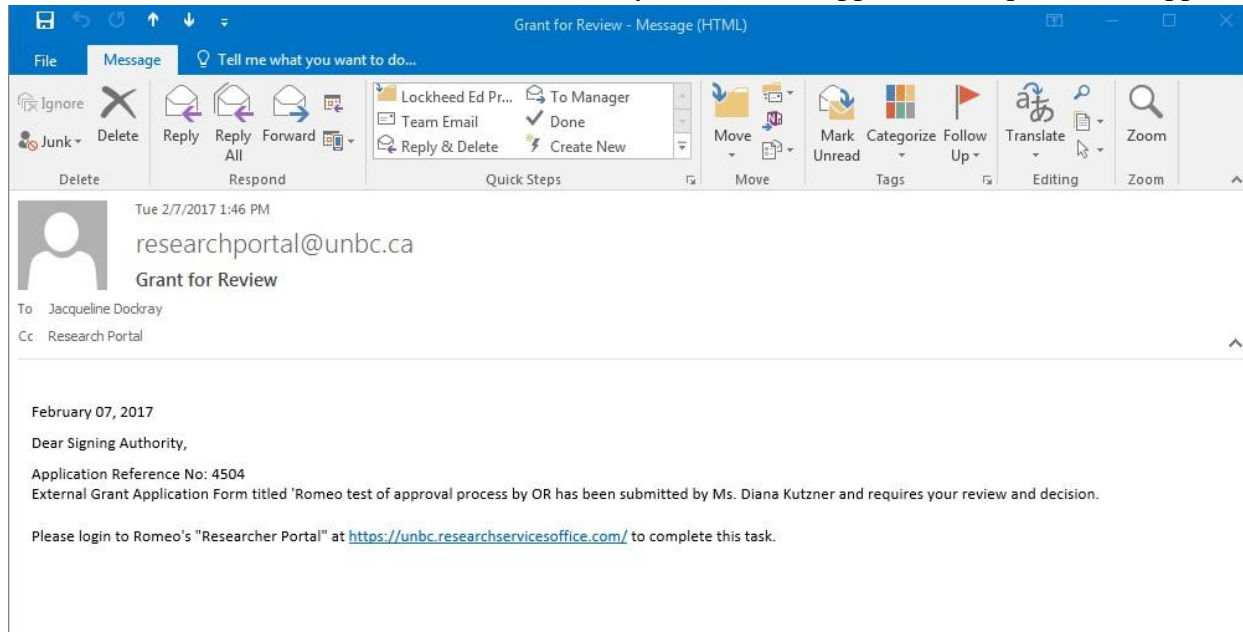 Grant for Review - Message (HTML)
File Message Tell me what you want to do...
Ignore
Junk
Delete
Reply
Reply All
Forward
Lockheed Ed Pr...
To Manager
Team Email
Done
Reply & Delete
Create New
Move
Mark Unread
Categorize
Follow Up
Translate
Zoom
Delete Respond Quick Steps Move Tags Editing Zoom
Tue 2/7/2017 1:46 PM
researchportal@unbc.ca
Grant for Review
To Jacqueline Dockray
Cc Research Portal
February 07, 2017
Dear Signing Authority,
Application Reference No: 4504
External Grant Application Form titled 'Romeo test of approval process by OR has been submitted by Ms. Diana Kutzner and requires your review and decision.
Please login to Romeo's "Researcher Portal" at https://unbc.researchservicesoffice.com/ to complete this task.